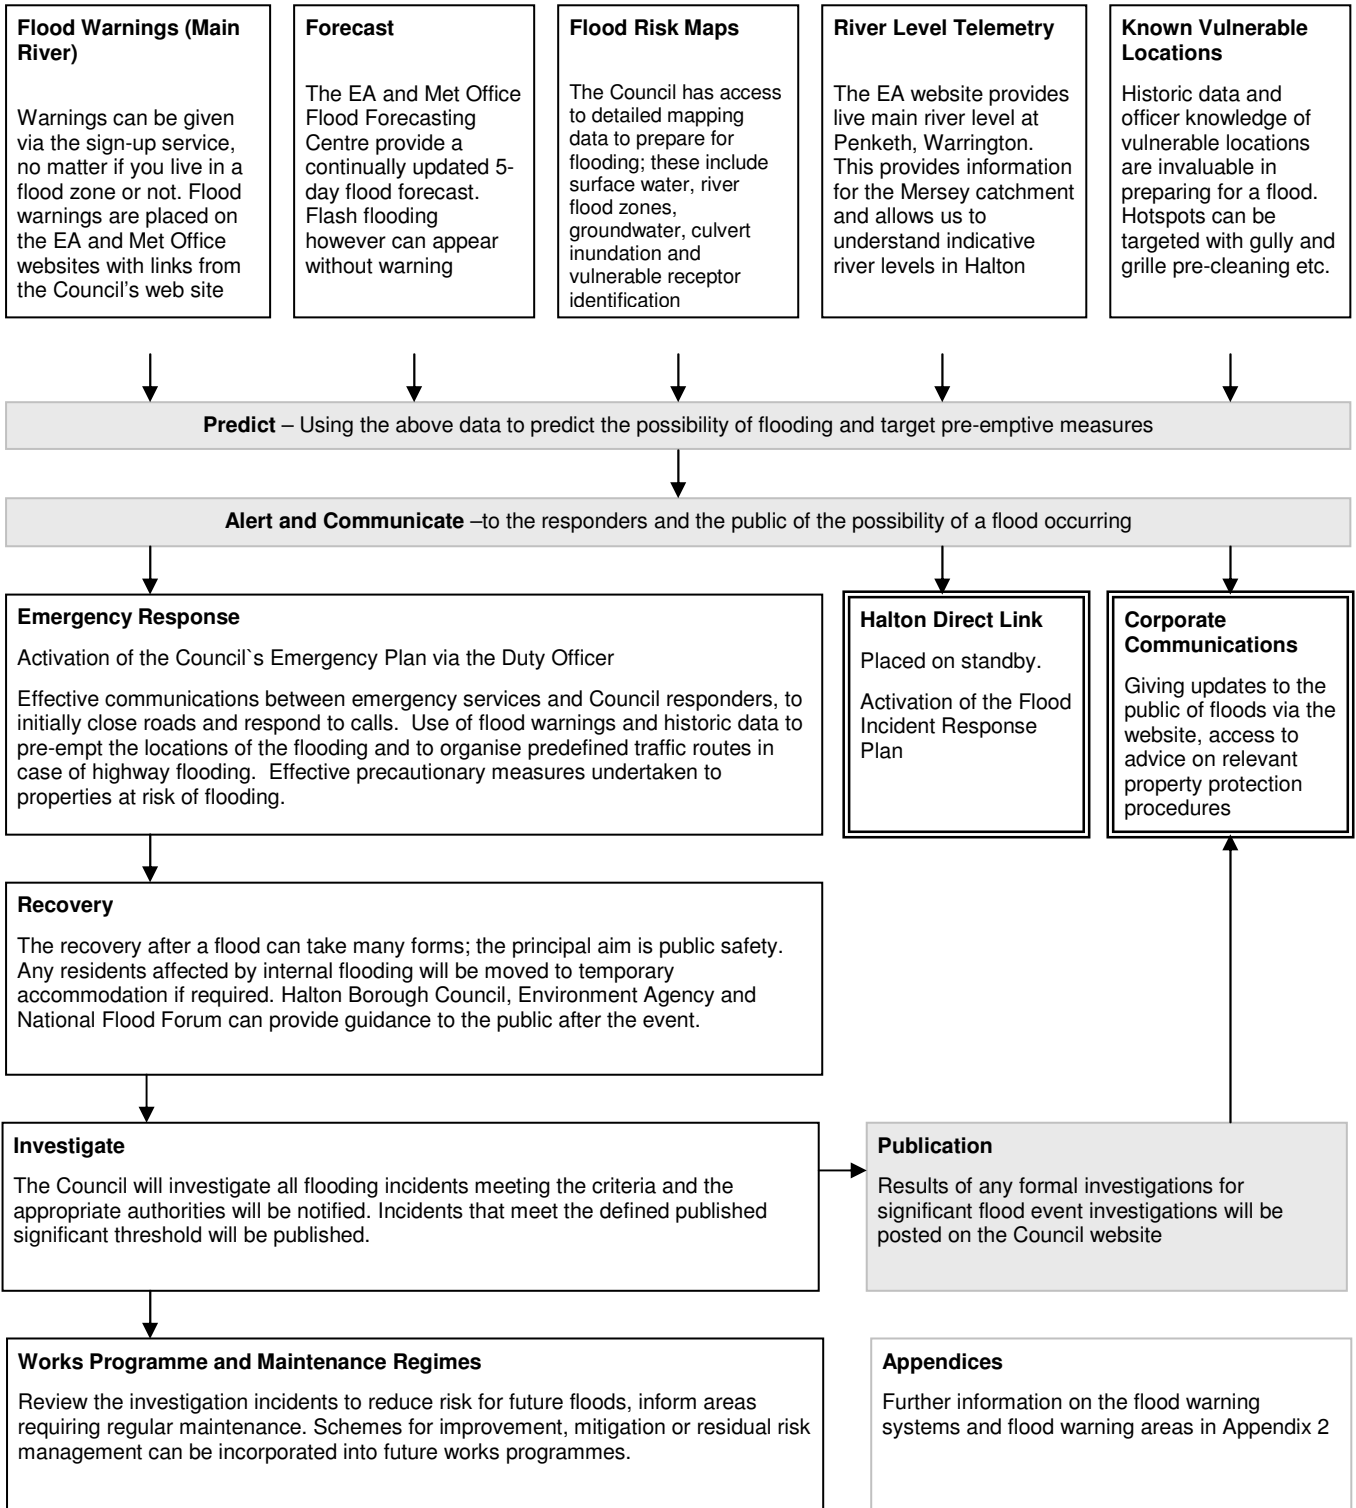 Flood Warnings (Main
River)
Warnings can be given
via the sign-up service,
no matter if you live in a
flood zone or not. Flood
warnings are placed on
the EA and Met Office
websites with links from
the Council's web site
Forecast
The EA and Met Office
Flood Forecasting
Centre provide a
continually updated 5-
day flood forecast.
Flash flooding
however can appear
without warning
Flood Risk Maps
The Council has access
to detailed mapping
data to prepare for
flooding; these include
surface water, river
flood zones,
groundwater, culvert
inundation and
vulnerable receptor
identification
River Level Telemetry
The EA website provides
live main river level at
Penketh, Warrington.
This provides information
for the Mersey catchment
and allows us to
understand indicative
river levels in Halton
Known Vulnerable
Locations
Historic data and
officer knowledge of
vulnerable locations
are invaluable in
preparing for a flood.
Hotspots can be
targeted with gully and
grille pre-cleaning etc.
Predict – Using the above data to predict the possibility of flooding and target pre-emptive measures
Alert and Communicate –to the responders and the public of the possibility of a flood occurring
Emergency Response
Activation of the Council`s Emergency Plan via the Duty Officer
Effective communications between emergency services and Council responders, to
initially close roads and respond to calls.  Use of flood warnings and historic data to
pre-empt the locations of the flooding and to organise predefined traffic routes in
case of highway flooding.  Effective precautionary measures undertaken to
properties at risk of flooding.
Halton Direct Link
Placed on standby.
Activation of the Flood
Incident Response
Plan
Corporate
Communications
Giving updates to the
public of floods via the
website, access to
advice on relevant
property protection
procedures
Recovery
The recovery after a flood can take many forms; the principal aim is public safety.
Any residents affected by internal flooding will be moved to temporary
accommodation if required. Halton Borough Council, Environment Agency and
National Flood Forum can provide guidance to the public after the event.
Investigate
The Council will investigate all flooding incidents meeting the criteria and the
appropriate authorities will be notified. Incidents that meet the defined published
significant threshold will be published.
Publication
Results of any formal investigations for
significant flood event investigations will be
posted on the Council website
Works Programme and Maintenance Regimes
Review the investigation incidents to reduce risk for future floods, inform areas
requiring regular maintenance. Schemes for improvement, mitigation or residual risk
management can be incorporated into future works programmes.
Appendices
Further information on the flood warning
systems and flood warning areas in Appendix 2